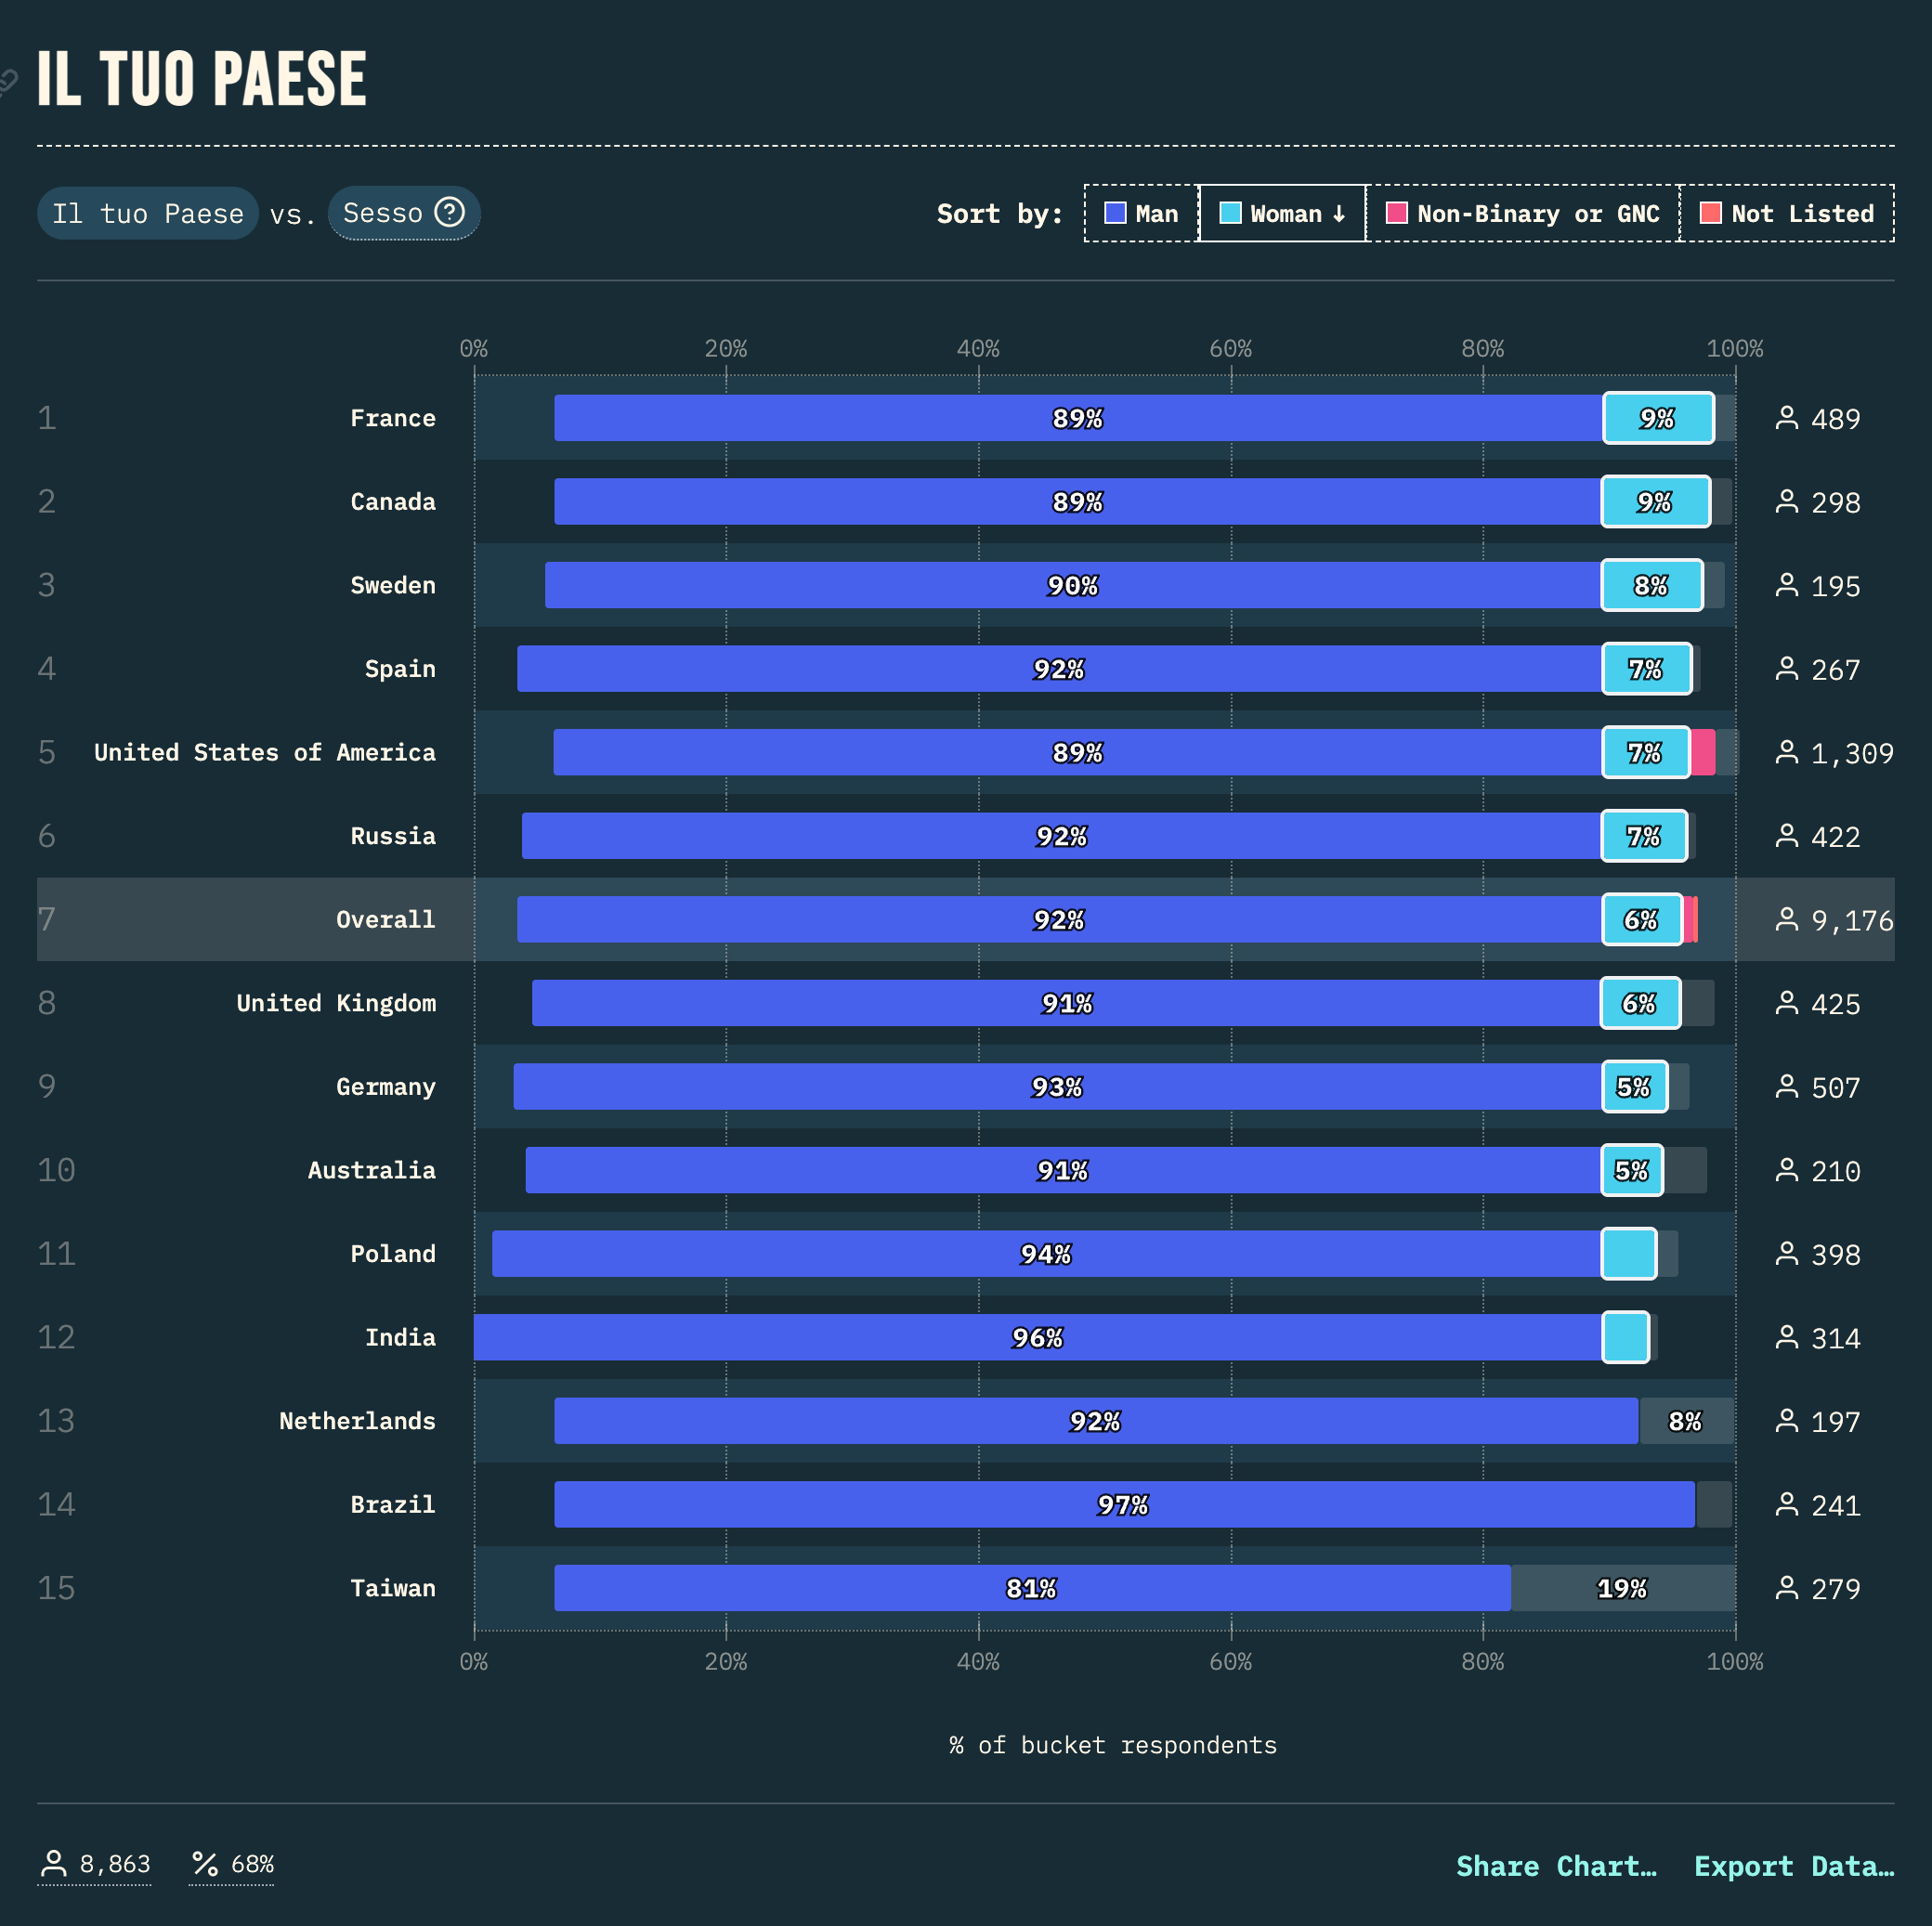 IL TUO PAESE
Il tuo Paese vs. Sesso ?
Sort by: Man Woman ↓ Non-Binary or GNC Not Listed
0% 20% 40% 60% 80% 100%
1 France 89% 9% 489
2 Canada 89% 9% 298
3 Sweden 90% 8% 195
4 Spain 92% 7% 267
5 United States of America 89% 7% 1,309
6 Russia 92% 7% 422
7 Overall 92% 6% 9,176
8 United Kingdom 91% 6% 425
9 Germany 93% 5% 507
10 Australia 91% 5% 210
11 Poland 94% 398
12 India 96% 314
13 Netherlands 92% 8% 197
14 Brazil 97% 241
15 Taiwan 81% 19% 279
0% 20% 40% 60% 80% 100%
% of bucket respondents
8,863 % 68% Share Chart… Export Data…